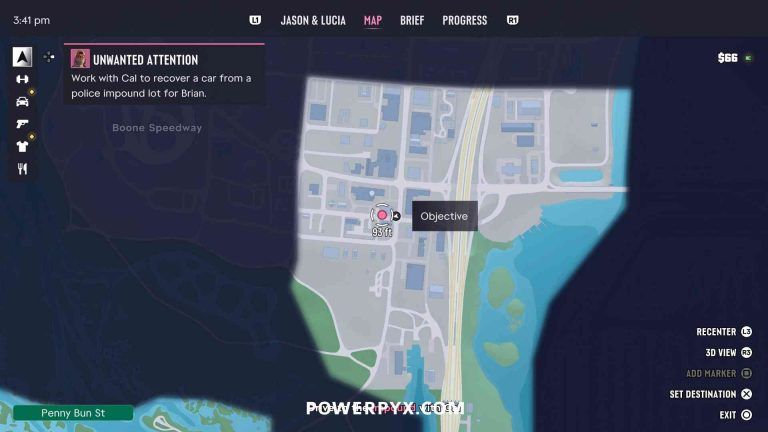 3:41 pm
L1 JASON & LUCIA MAP BRIEF PROGRESS R1
UNWANTED ATTENTION
Work with Cal to recover a car from a
police impound lot for Brian.
$66
Boone Speedway
Objective
93 ft
RECENTER L3
3D VIEW R3
ADD MARKER
SET DESTINATION
EXIT
Penny Bun St
POWERPYX.COM